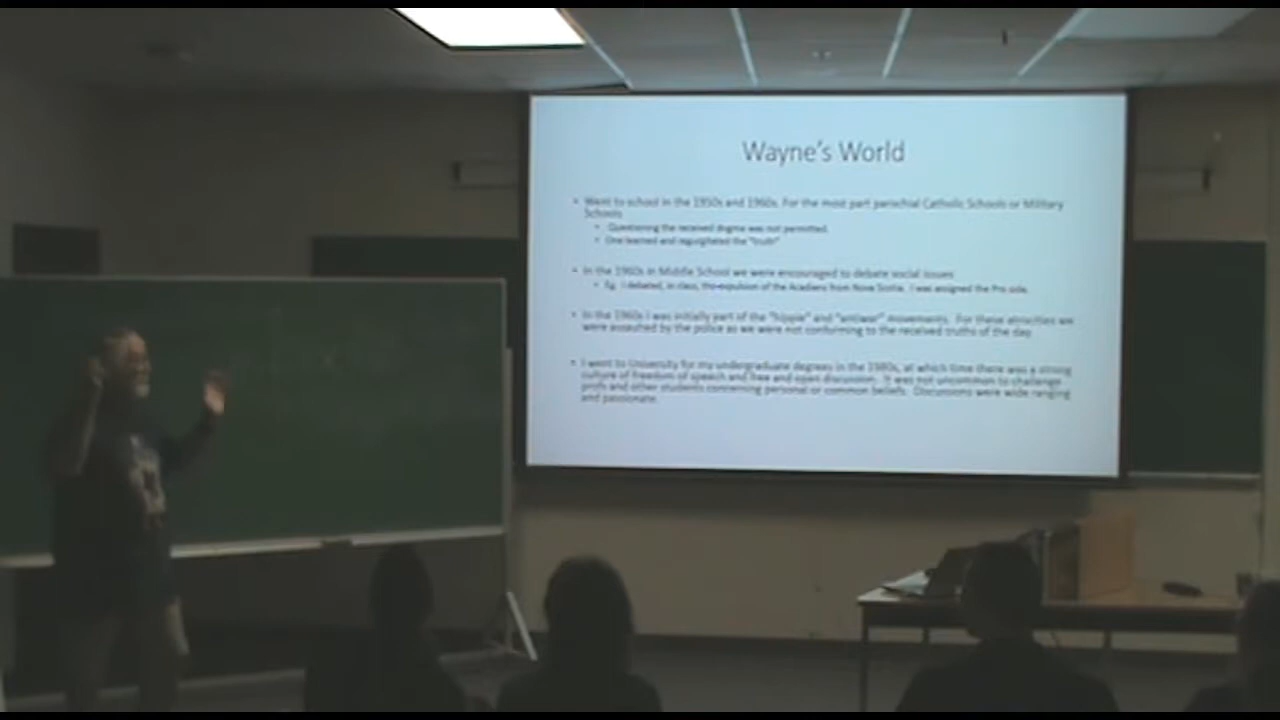 Wayne's World
• Went to school in the 1950s and 1960s. For the most part parochial Catholic Schools or Military
Schools
• Questioning the received dogma was not permitted.
• One learned and regurgitated the "truth"
• In the 1960s in Middle School we were encouraged to debate social issues
• Eg. I debated, in class, the expulsion of the Acadians from Nova Scotia. I was assigned the Pro side.
• In the 1960s I was initially part of the "hippie" and "antiwar" movements. For these atrocities we
were assaulted by the police as we were not conforming to the received truths of the day
• I went to University for my undergraduate degrees in the 1980s, at which time there was a strong
culture of freedom of speech and free and open discussion. It was not uncommon to challenge
profs and other students concerning personal or common beliefs. Discussions were wide ranging
and passionate.